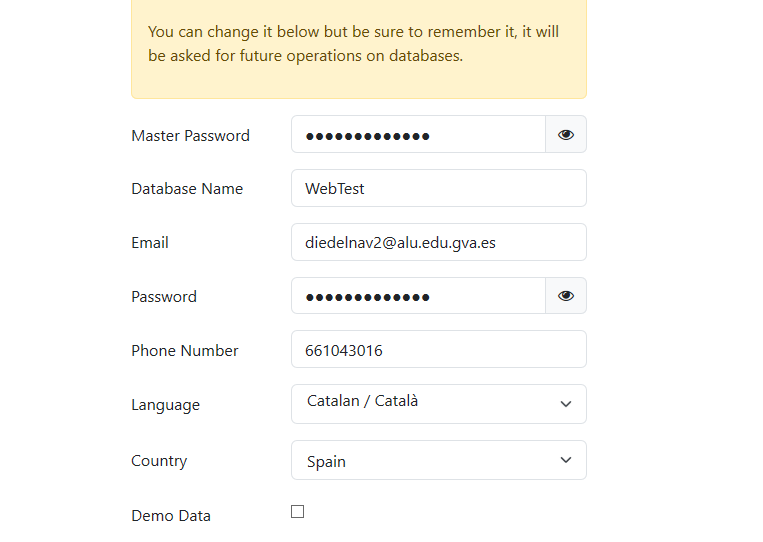 You can change it below but be sure to remember it, it will
be asked for future operations on databases.
Master Password ●●●●●●●●●●●●●
Database Name WebTest
Email diedelnav2@alu.edu.gva.es
Password ●●●●●●●●●●●●●
Phone Number 661043016
Language Catalan / Català
Country Spain
Demo Data